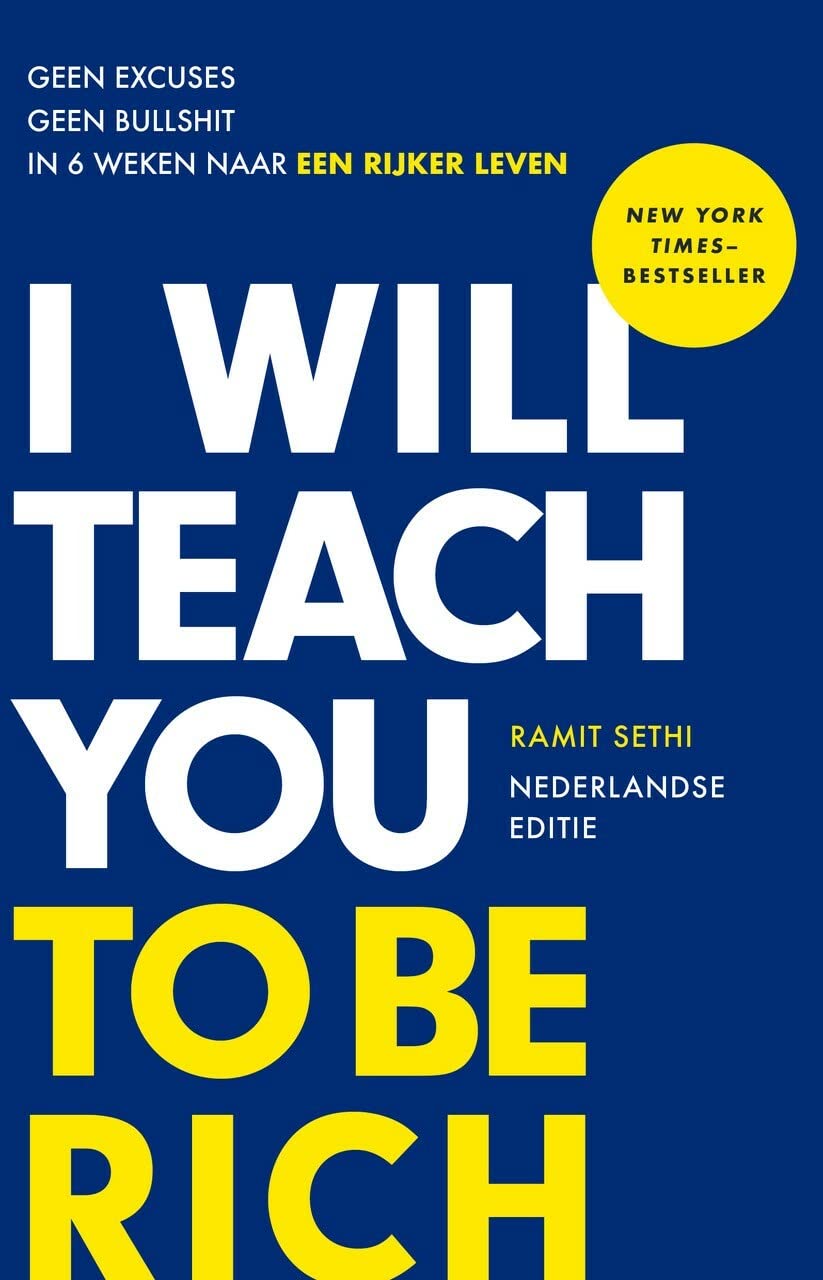 GEEN EXCUSES
GEEN BULLSHIT
IN 6 WEKEN NAAR EEN RIJKER LEVEN
NEW YORK
TIMES–
BESTSELLER
I WILL
TEACH
YOU
RAMIT SETHI
NEDERLANDSE
EDITIE
TO BE
RICH